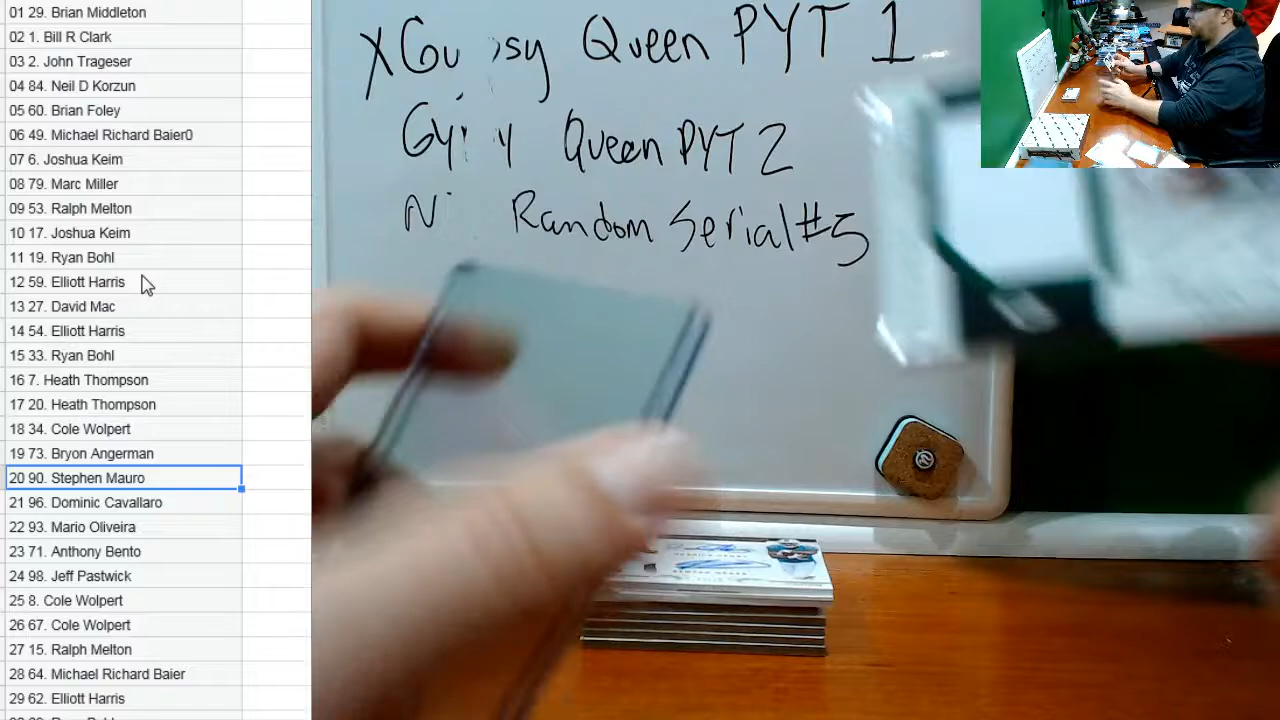 01 29. Brian Middleton
02 1. Bill R Clark
03 2. John Trageser
04 84. Neil D Korzun
05 60. Brian Foley
06 49. Michael Richard Baier0
07 6. Joshua Keim
08 79. Marc Miller
09 53. Ralph Melton
10 17. Joshua Keim
11 19. Ryan Bohl
12 59. Elliott Harris
13 27. David Mac
14 54. Elliott Harris
15 33. Ryan Bohl
16 7. Heath Thompson
17 20. Heath Thompson
18 34. Cole Wolpert
19 73. Bryon Angerman
20 90. Stephen Mauro
21 96. Dominic Cavallaro
22 93. Mario Oliveira
23 71. Anthony Bento
24 98. Jeff Pastwick
25 8. Cole Wolpert
26 67. Cole Wolpert
27 15. Ralph Melton
28 64. Michael Richard Baier
29 62. Elliott Harris
Queen PYT 1
Queen PYT 2
Random Serial #5